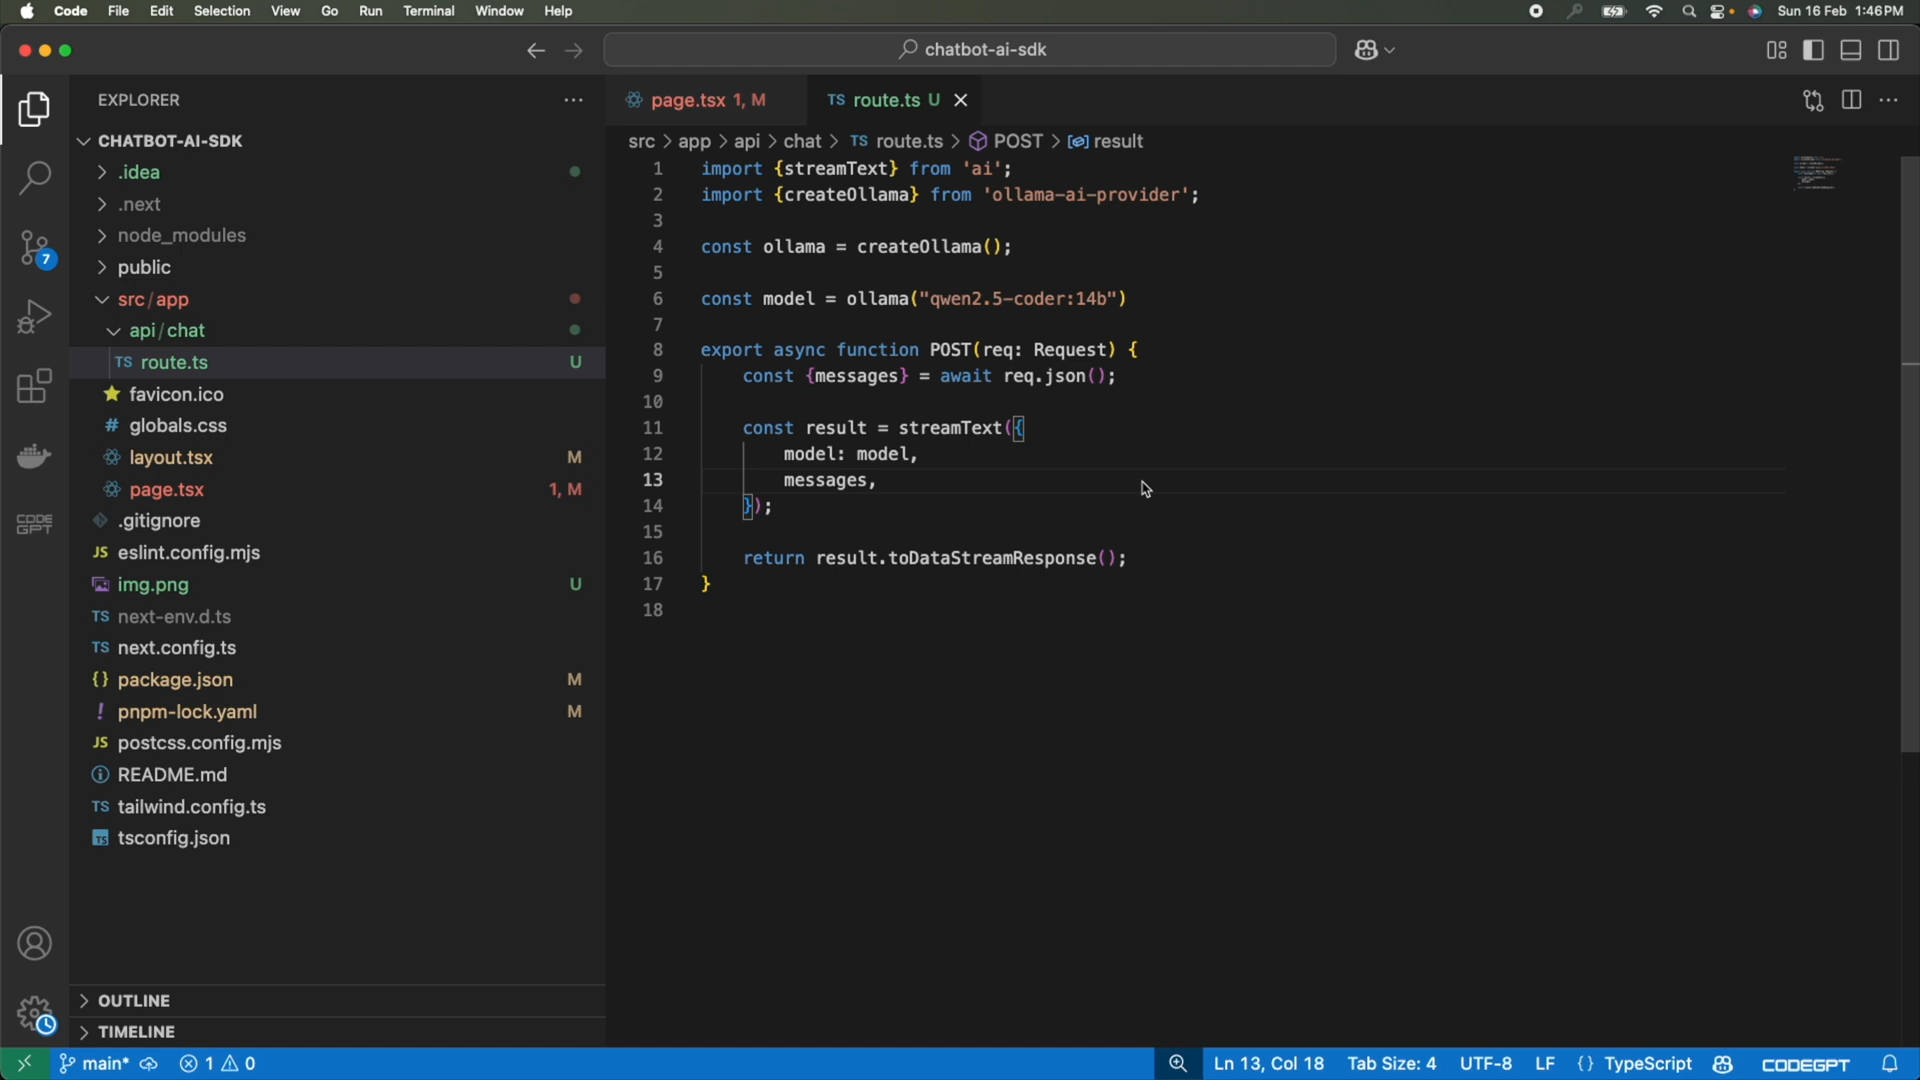 Code File Edit Selection View Go Run Terminal Window Help Sun 16 Feb 1:46 PM
chatbot-ai-sdk
EXPLORER
CHATBOT-AI-SDK
.idea
.next
node_modules
public
src/app
api/chat
TS route.ts U
favicon.ico
# globals.css
layout.tsx M
page.tsx 1, M
.gitignore
JS eslint.config.mjs
img.png U
TS next-env.d.ts
TS next.config.ts
{} package.json M
! pnpm-lock.yaml M
JS postcss.config.mjs
README.md
TS tailwind.config.ts
TS tsconfig.json
OUTLINE
TIMELINE
7
CODE
GPT
page.tsx 1, M TS route.ts U
src > app > api > chat > TS route.ts > POST > result
1 import {streamText} from 'ai';
2 import {createOllama} from 'ollama-ai-provider';
3
4 const ollama = createOllama();
5
6 const model = ollama("qwen2.5-coder:14b")
7
8 export async function POST(req: Request) {
9 const {messages} = await req.json();
10
11 const result = streamText({
12 model: model,
13 messages,
14 });
15
16 return result.toDataStreamResponse();
17 }
18
main* 1 0 Ln 13, Col 18 Tab Size: 4 UTF-8 LF {} TypeScript CODEGPT